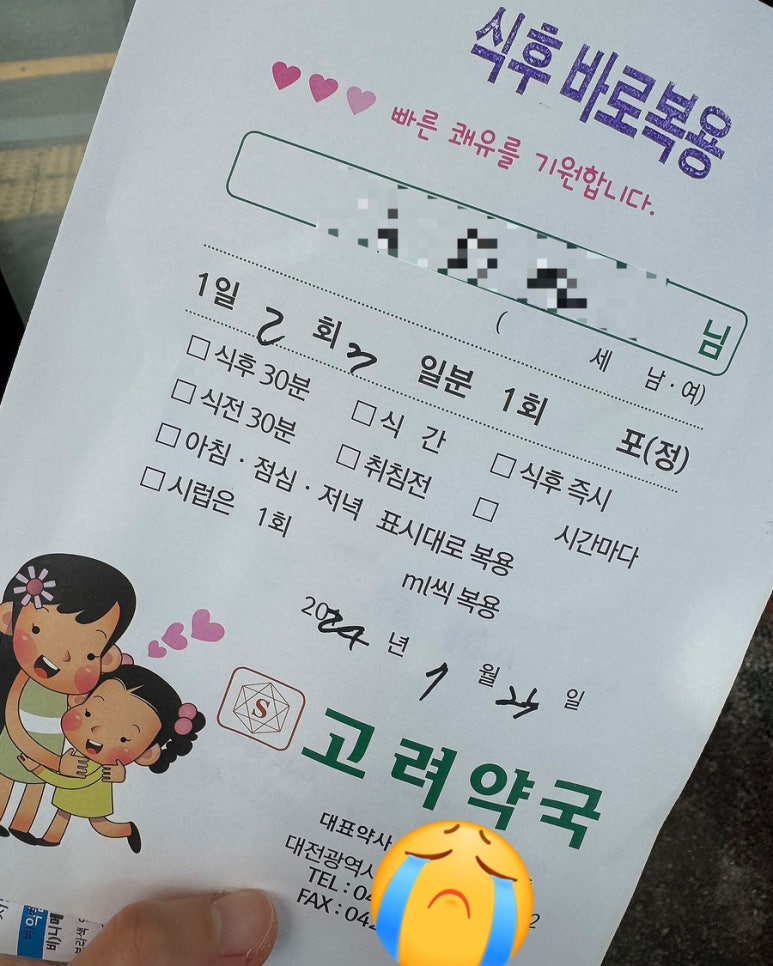 식후 바로복용
빠른 쾌유를 기원합니다.
님
( 세 남·여)
1일 2 회 3 일분 1회 포(정)
□ 식후 30분 □ 식 간 □ 식후 즉시
□ 식전 30분 □ 취침전 □ 시간마다
□ 아침·점심·저녁 표시대로 복용
□ 시럽은 1회 ml씩 복용
2024 년 1 월 25 일
S
고려약국
대표약사
대전광역시
TEL : 04
FAX : 042 2